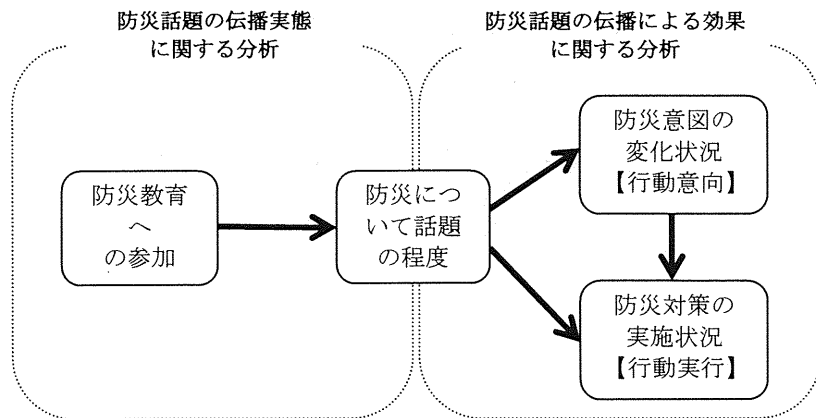 防災話題の伝播実態
に関する分析
防災話題の伝播による効果
に関する分析
防災教育
へ
の参加
防災につ
いて話題
の程度
防災意図の
変化状況
【行動意向】
防災対策の
実施状況
【行動実行】